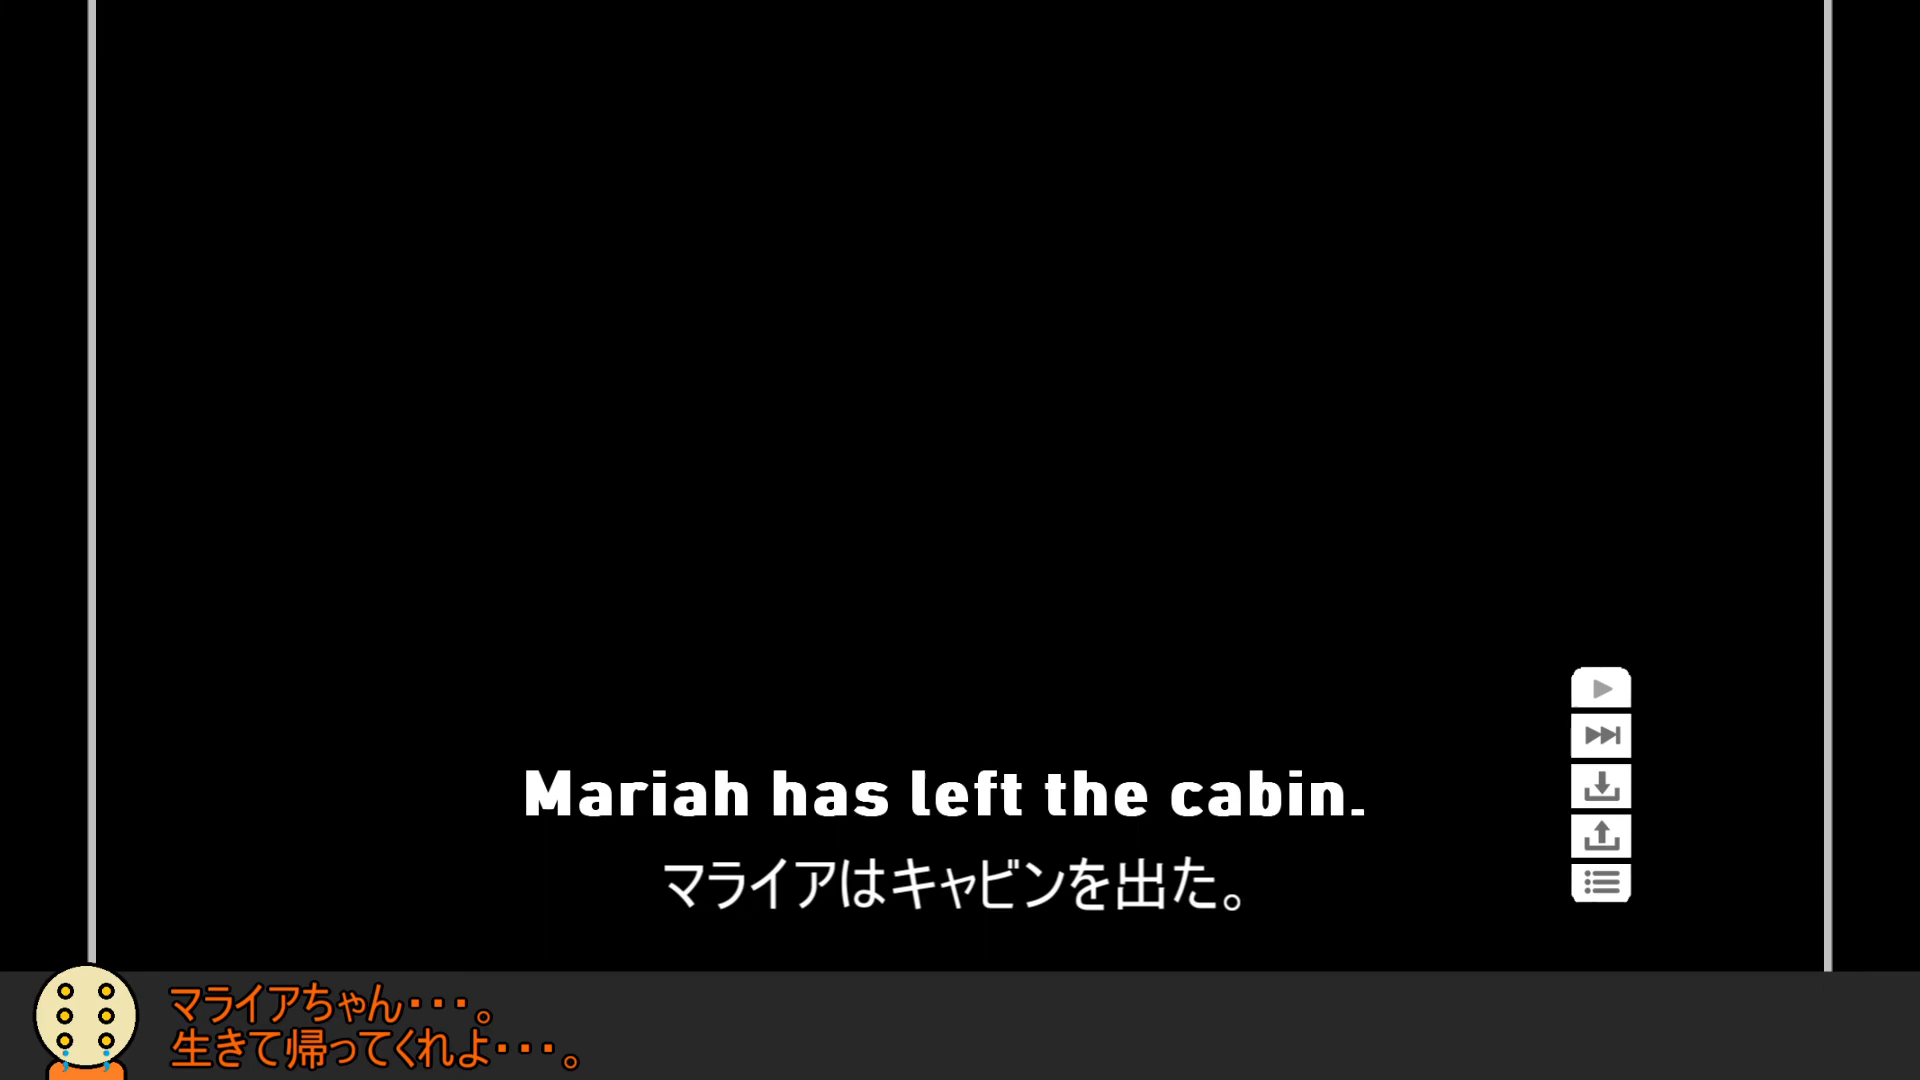 Mariah has left the cabin.
マライアはキャビンを出た。
マライアちゃん・・・。
生きて帰ってくれよ・・・。